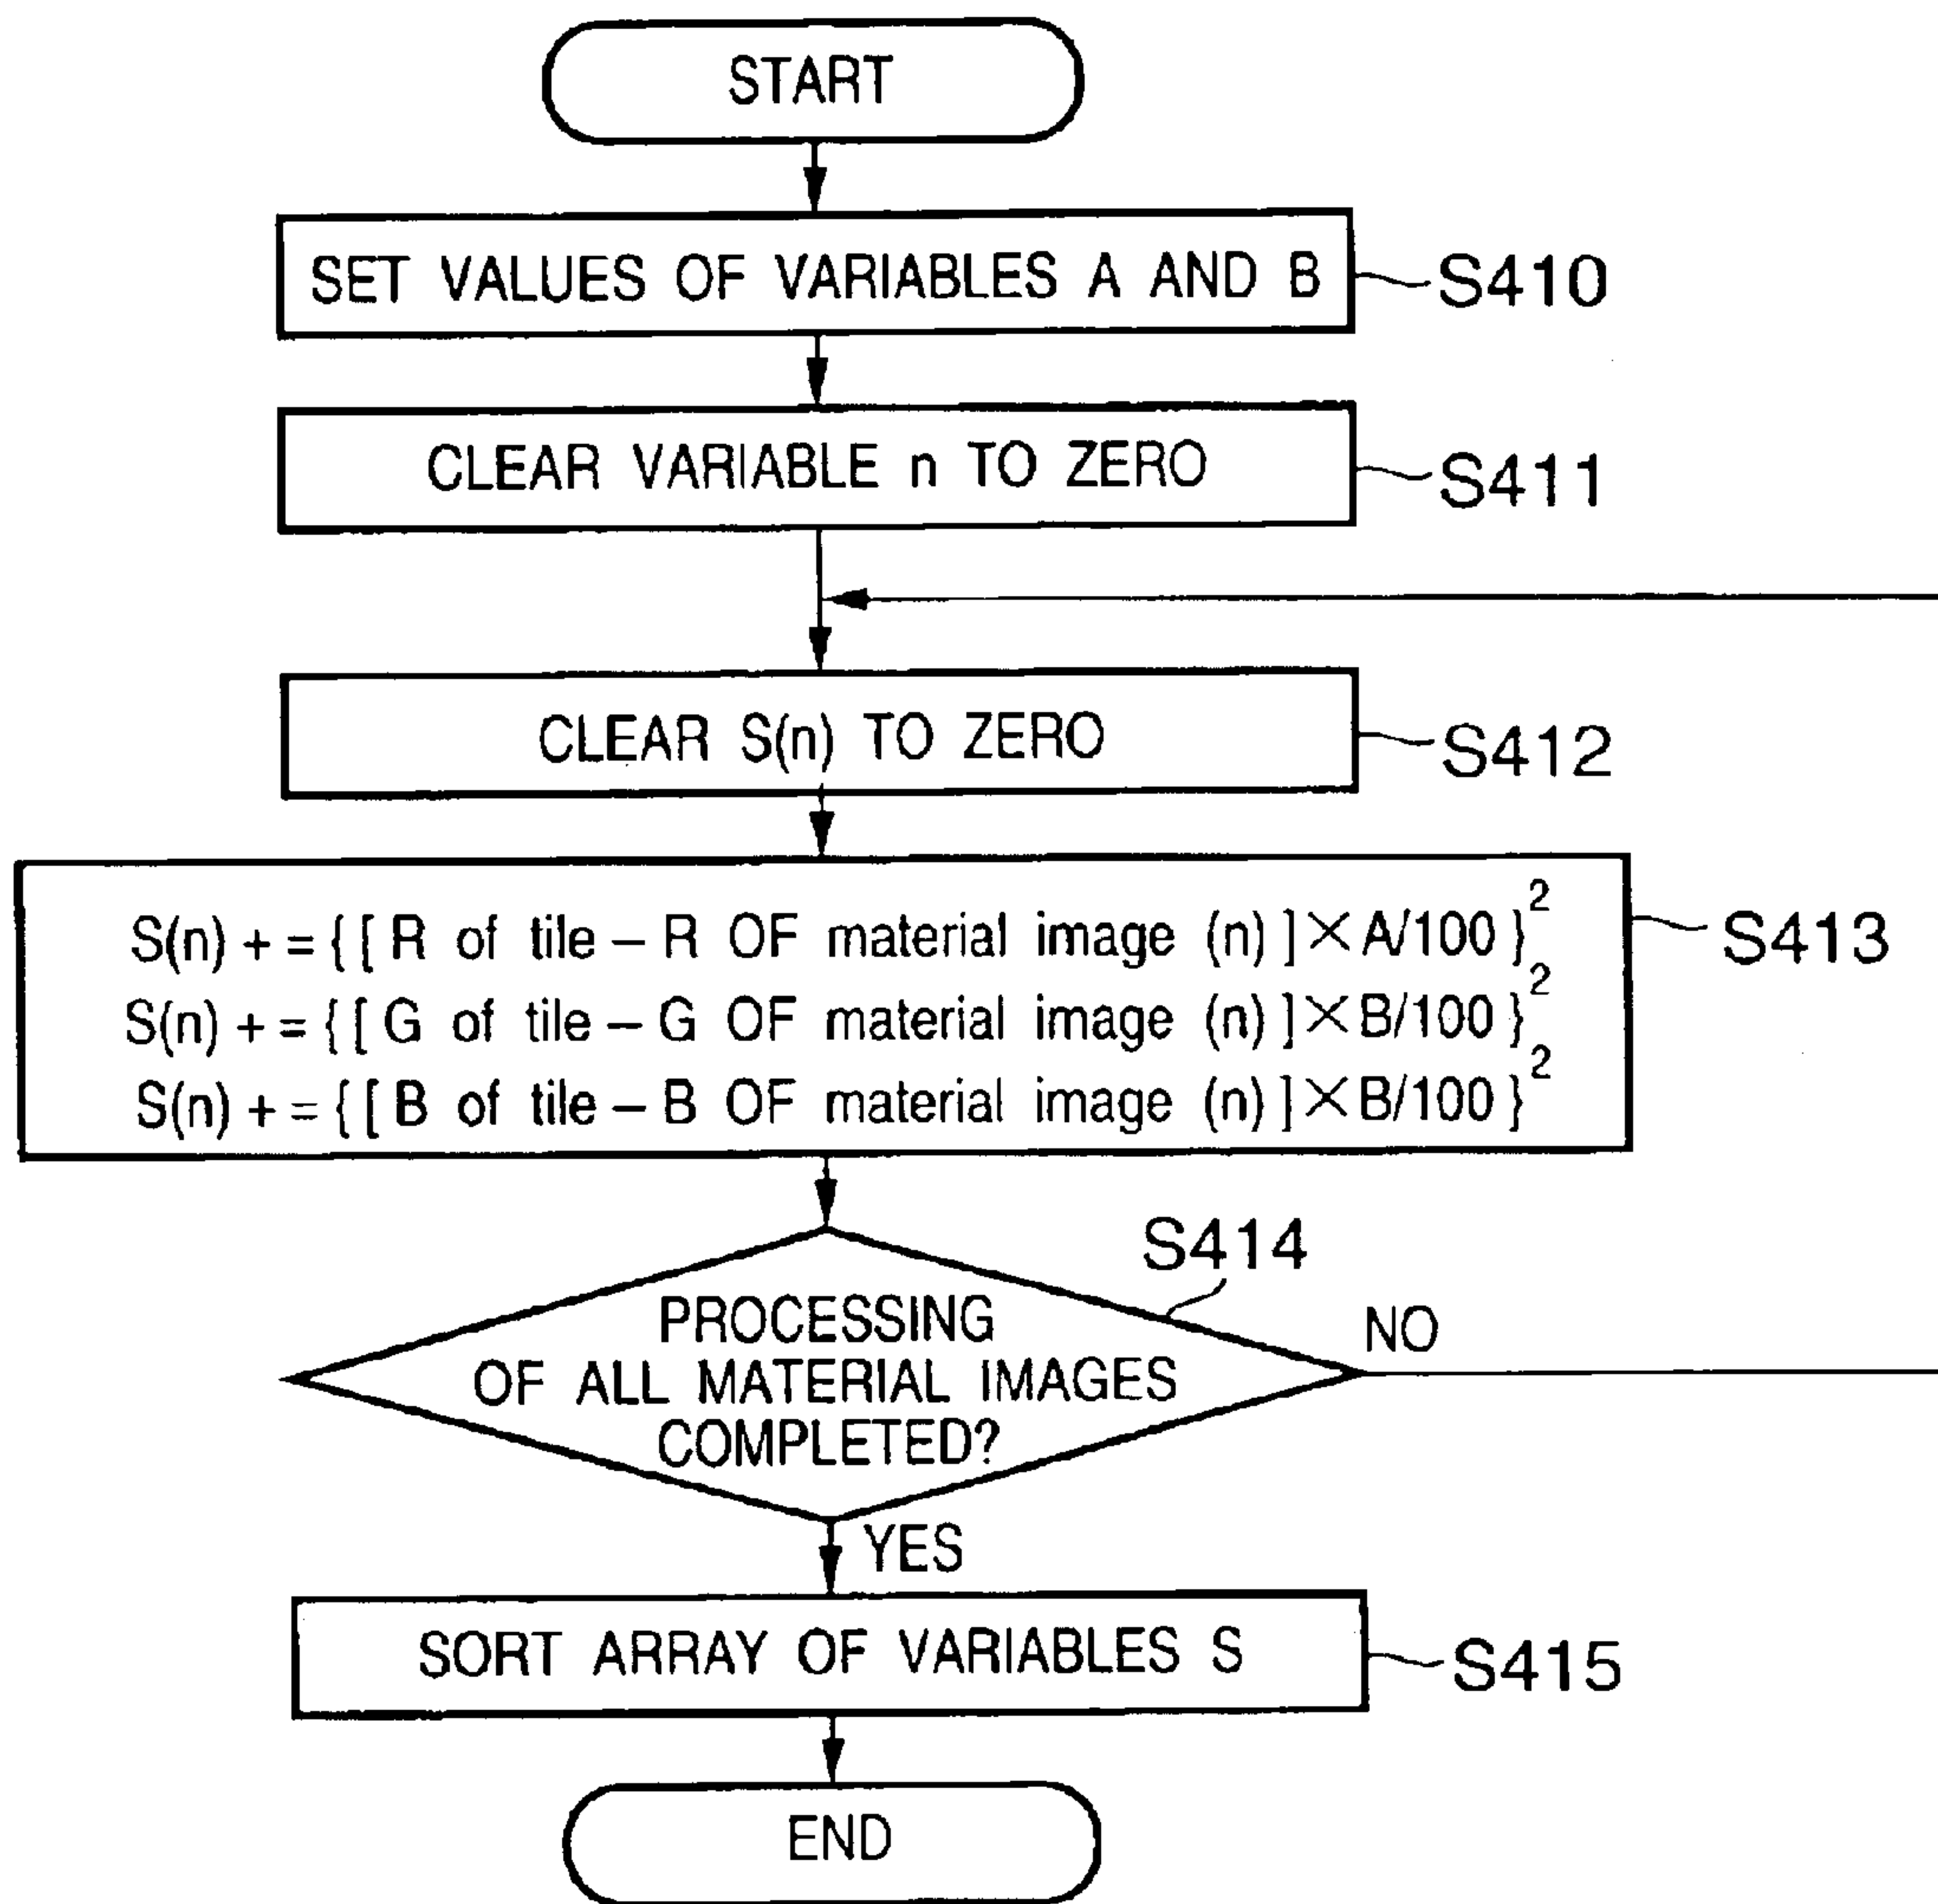 START
SET VALUES OF VARIABLES A AND B
S410
CLEAR VARIABLE n TO ZERO
S411
CLEAR S(n) TO ZERO
S412
S(n) + = { [ R of tile – R OF material image (n) ] × A/100 }²
S(n) + = { [ G of tile – G OF material image (n) ] × B/100 }²
S(n) + = { [ B of tile – B OF material image (n) ] × B/100 }²
S413
S414
PROCESSING
OF ALL MATERIAL IMAGES
COMPLETED?
NO
YES
SORT ARRAY OF VARIABLES S
S415
END